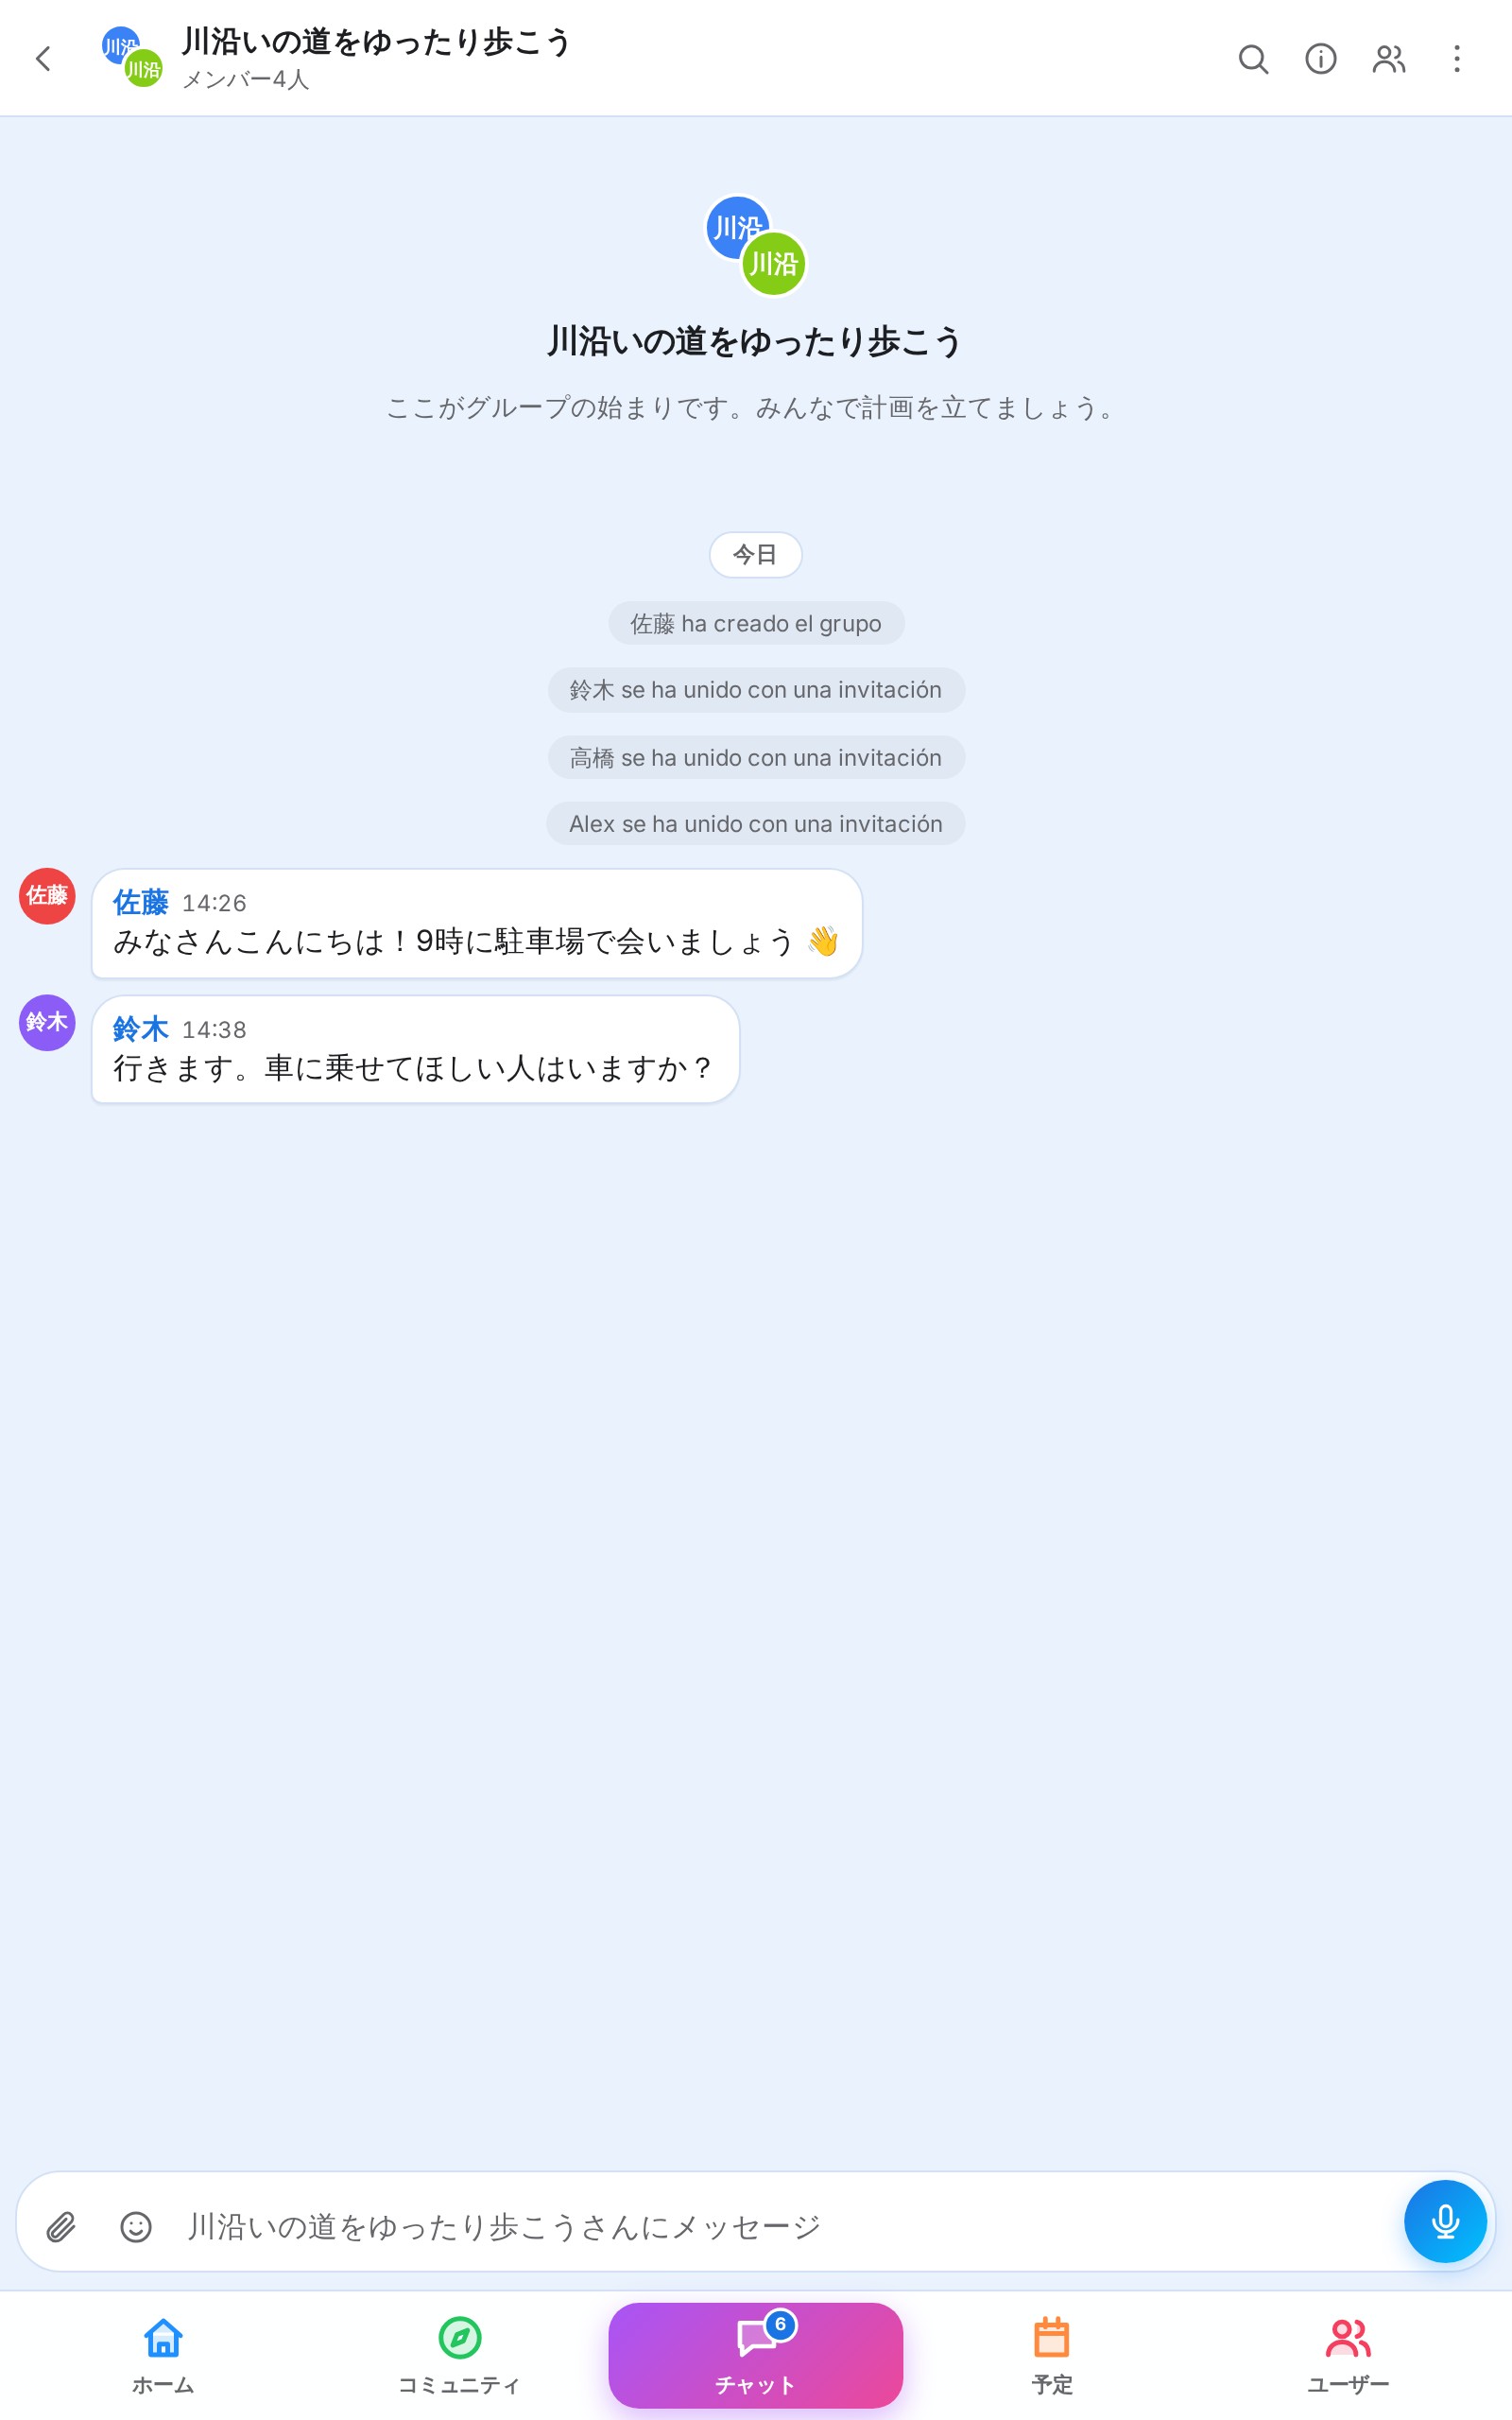 川沿
川沿
川沿いの道をゆったり歩こう
メンバー4人
川沿
川沿
川沿いの道をゆったり歩こう
ここがグループの始まりです。みんなで計画を立てましょう。
今日
佐藤 ha creado el grupo
鈴木 se ha unido con una invitación
高橋 se ha unido con una invitación
Alex se ha unido con una invitación
佐藤
佐藤 14:26
みなさんこんにちは！9時に駐車場で会いましょう 👋
鈴木
鈴木 14:38
行きます。車に乗せてほしい人はいますか？
川沿いの道をゆったり歩こうさんにメッセージ
6
ホーム
コミュニティ
チャット
予定
ユーザー